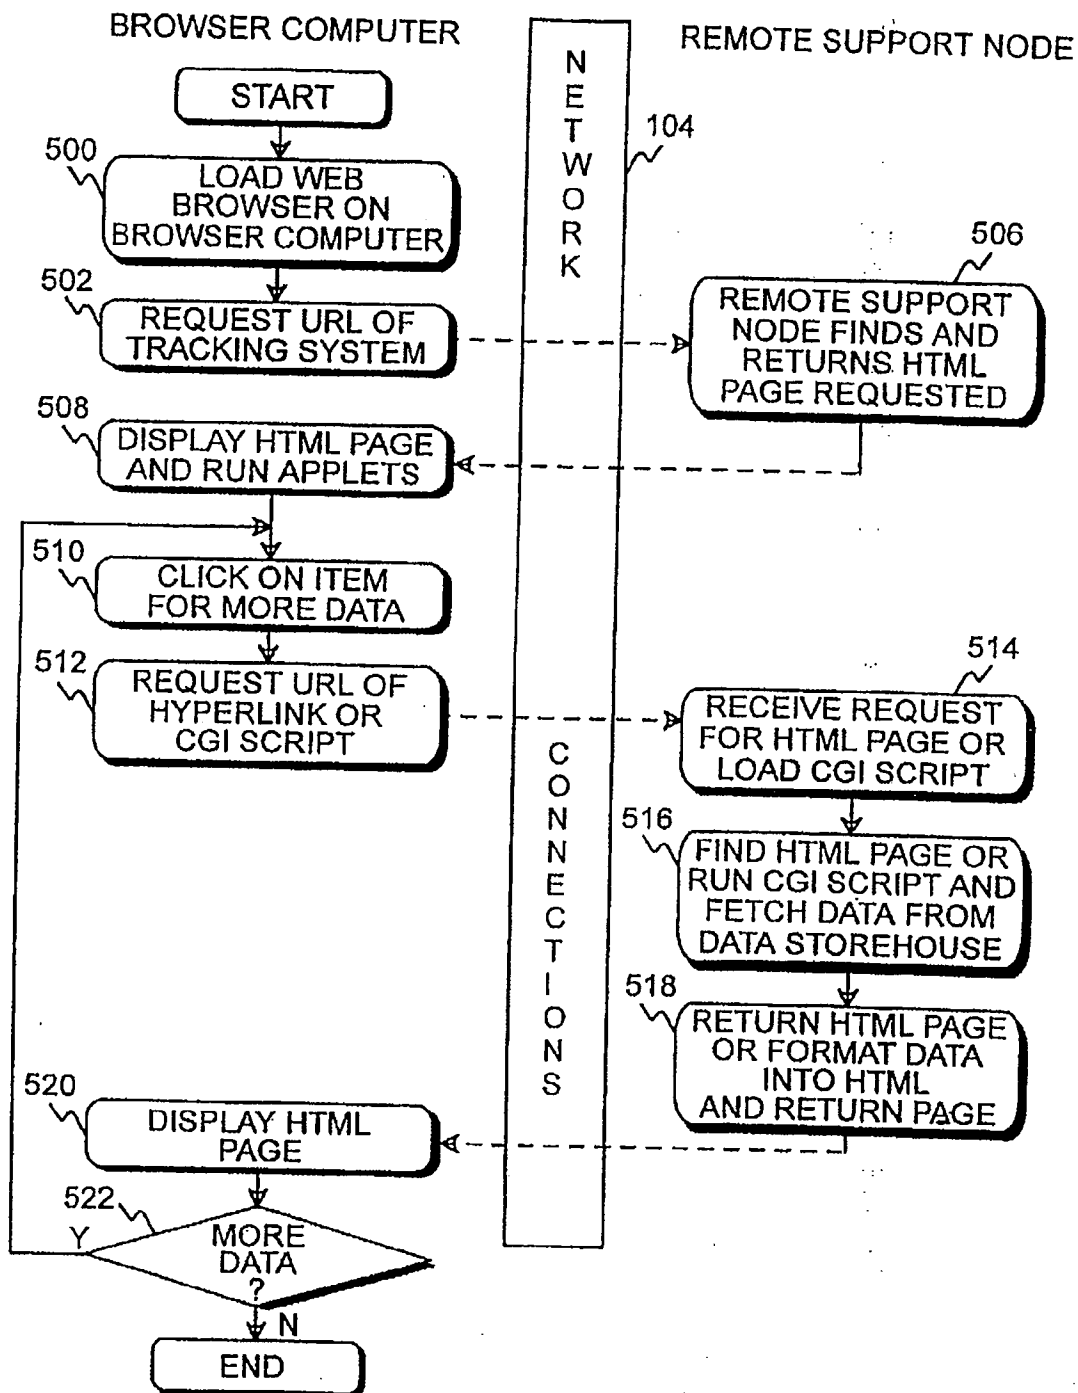 BROWSER COMPUTER
REMOTE SUPPORT NODE
START
500
LOAD WEB
BROWSER ON
BROWSER COMPUTER
502
REQUEST URL OF
TRACKING SYSTEM
NETWORK
104
506
REMOTE SUPPORT
NODE FINDS AND
RETURNS HTML
PAGE REQUESTED
508
DISPLAY HTML PAGE
AND RUN APPLETS
510
CLICK ON ITEM
FOR MORE DATA
512
REQUEST URL OF
HYPERLINK OR
CGI SCRIPT
CONNECTIONS
514
RECEIVE REQUEST
FOR HTML PAGE OR
LOAD CGI SCRIPT
516
FIND HTML PAGE OR
RUN CGI SCRIPT AND
FETCH DATA FROM
DATA STOREHOUSE
518
RETURN HTML PAGE
OR FORMAT DATA
INTO HTML
AND RETURN PAGE
520
DISPLAY HTML
PAGE
522
Y
MORE
DATA
?
N
END